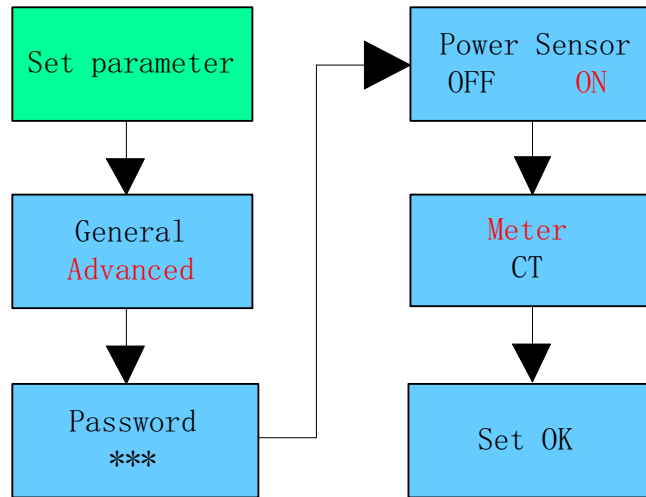 Set parameter
General
Advanced
Password
***
Power Sensor
OFF ON
Meter
CT
Set OK